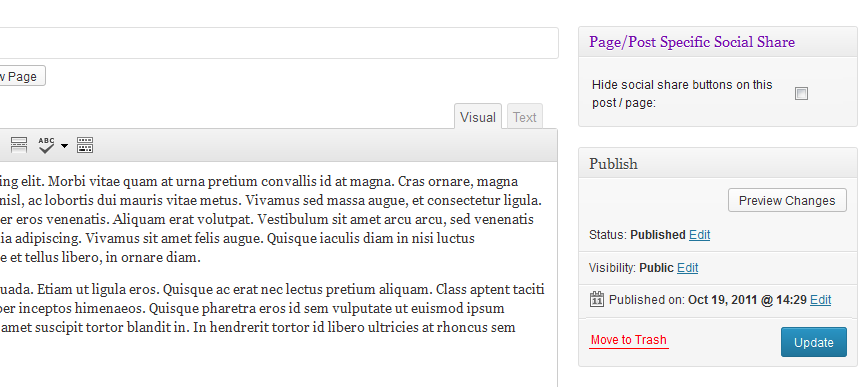 w Page
Visual
Text
ABC
ing elit. Morbi vitae quam at urna pretium convallis id at magna. Cras ornare, magna
nisl, ac lobortis dui mauris vitae metus. Vivamus sed massa augue, et consectetur ligula.
er eros venenatis. Aliquam erat volutpat. Vestibulum sit amet arcu arcu, sed venenatis
ia adipiscing. Vivamus sit amet felis augue. Quisque iaculis diam in nisi luctus
e et tellus libero, in ornare diam.
uada. Etiam ut ligula eros. Quisque ac erat nec lectus pretium aliquam. Class aptent taciti
per inceptos himenaeos. Quisque pharetra eros id sem vulputate ut euismod ipsum
amet suscipit tortor blandit in. In hendrerit tortor id libero ultricies at rhoncus sem
Page/Post Specific Social Share
Hide social share buttons on this
post / page:
Publish
Preview Changes
Status: Published Edit
Visibility: Public Edit
11 Published on: Oct 19, 2011 @ 14:29 Edit
Move to Trash
Update